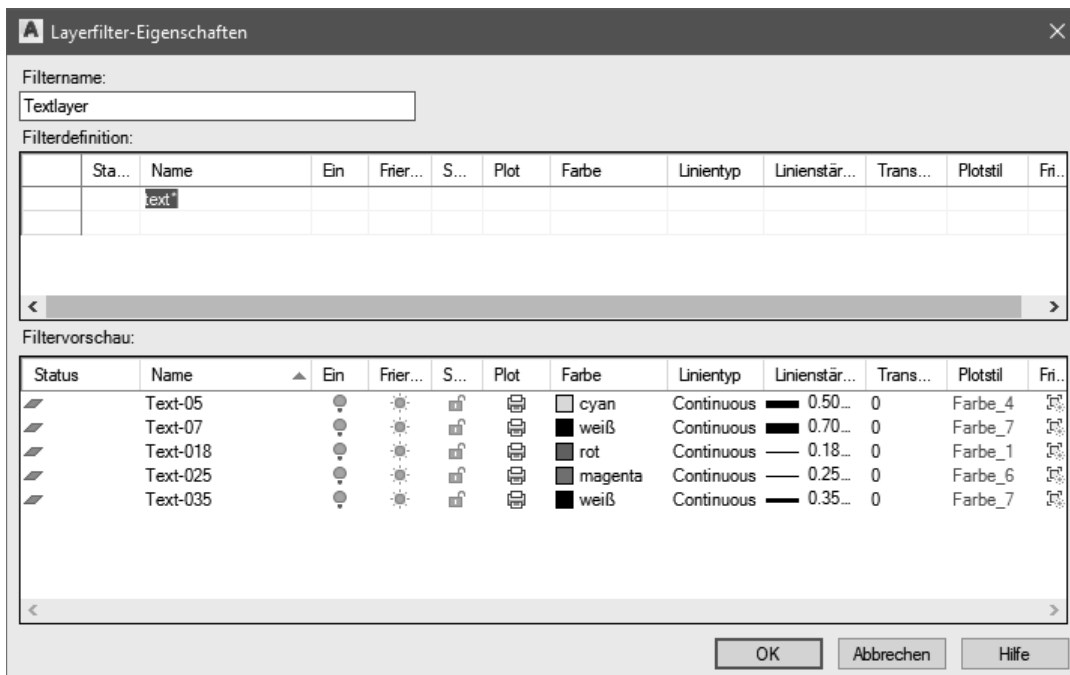 A Layerfilter-Eigenschaften
Filtername:
Textlayer
Filterdefinition:
Sta... Name Ein Frier... S... Plot Farbe Linientyp Linienstär... Trans... Plotstil Fri...
text*
Filtervorschau:
Status Name Ein Frier... S... Plot Farbe Linientyp Linienstär... Trans... Plotstil Fri...
Text-05 cyan Continuous 0.50... 0 Farbe_4
Text-07 weiß Continuous 0.70... 0 Farbe_7
Text-018 rot Continuous 0.18... 0 Farbe_1
Text-025 magenta Continuous 0.25... 0 Farbe_6
Text-035 weiß Continuous 0.35... 0 Farbe_7
OK Abbrechen Hilfe